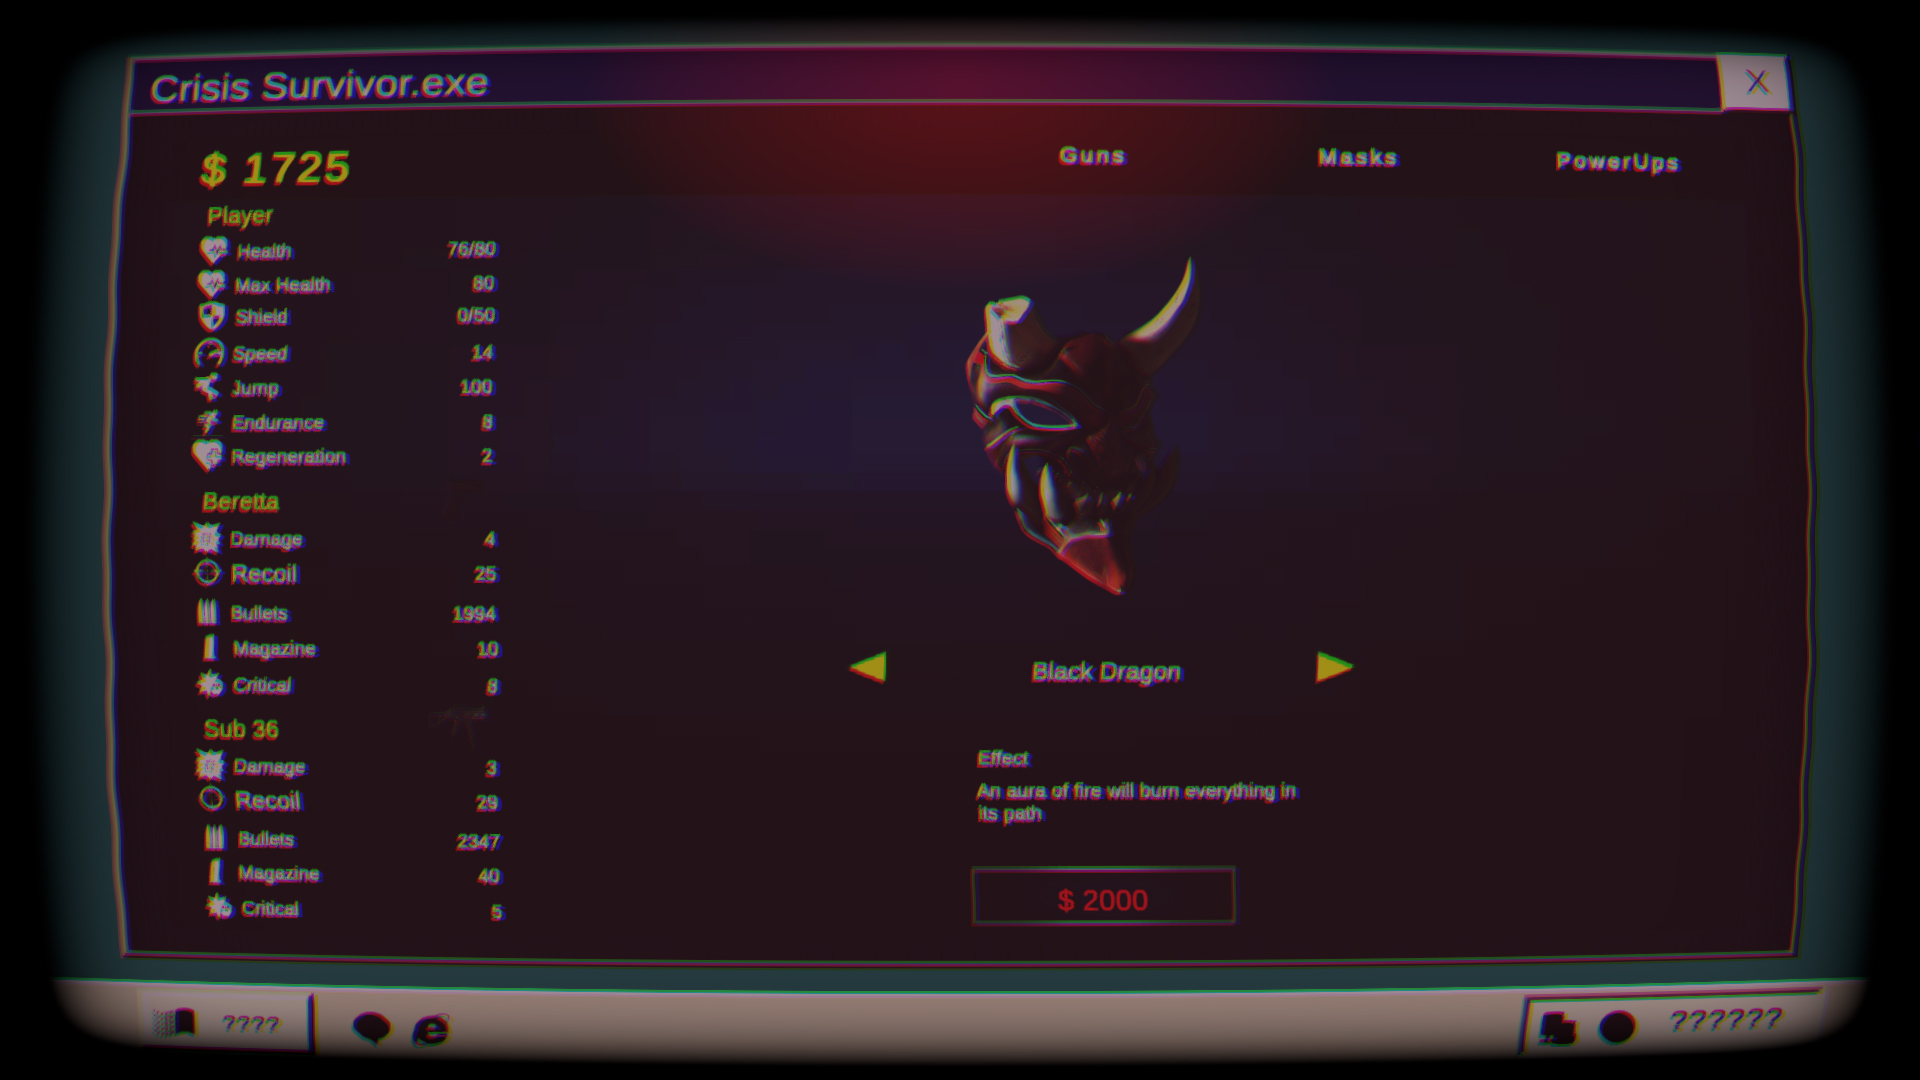 Crisis Survivor.exe
X
$ 1725
Guns
Masks
PowerUps
Player
Health 76/80
Max Health 80
Shield 0/50
Speed 14
Jump 100
Endurance 8
Regeneration 2
Beretta
Damage 4
Recoil 25
Bullets 1994
Magazine 10
Critical 8
Sub 36
Damage 3
Recoil 29
Bullets 2347
Magazine 40
Critical 5
Black Dragon
Effect
An aura of fire will burn everything in
its path
$ 2000
????
??????